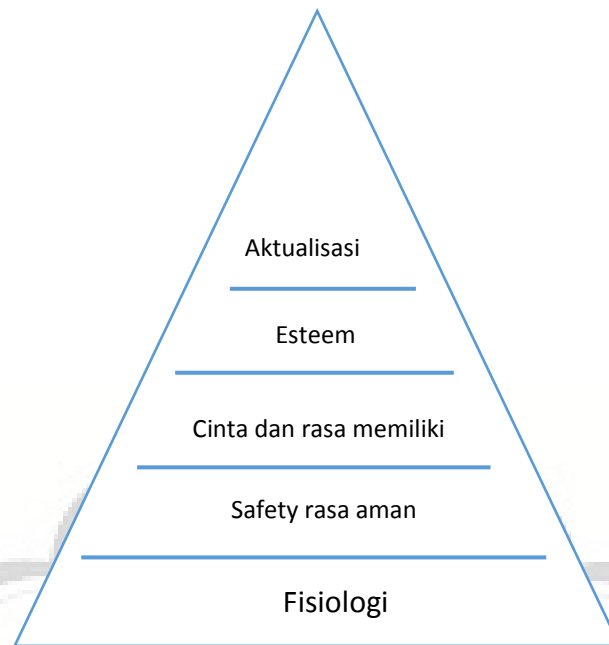 Aktualisasi
Esteem
Cinta dan rasa memiliki
Safety rasa aman
Fisiologi